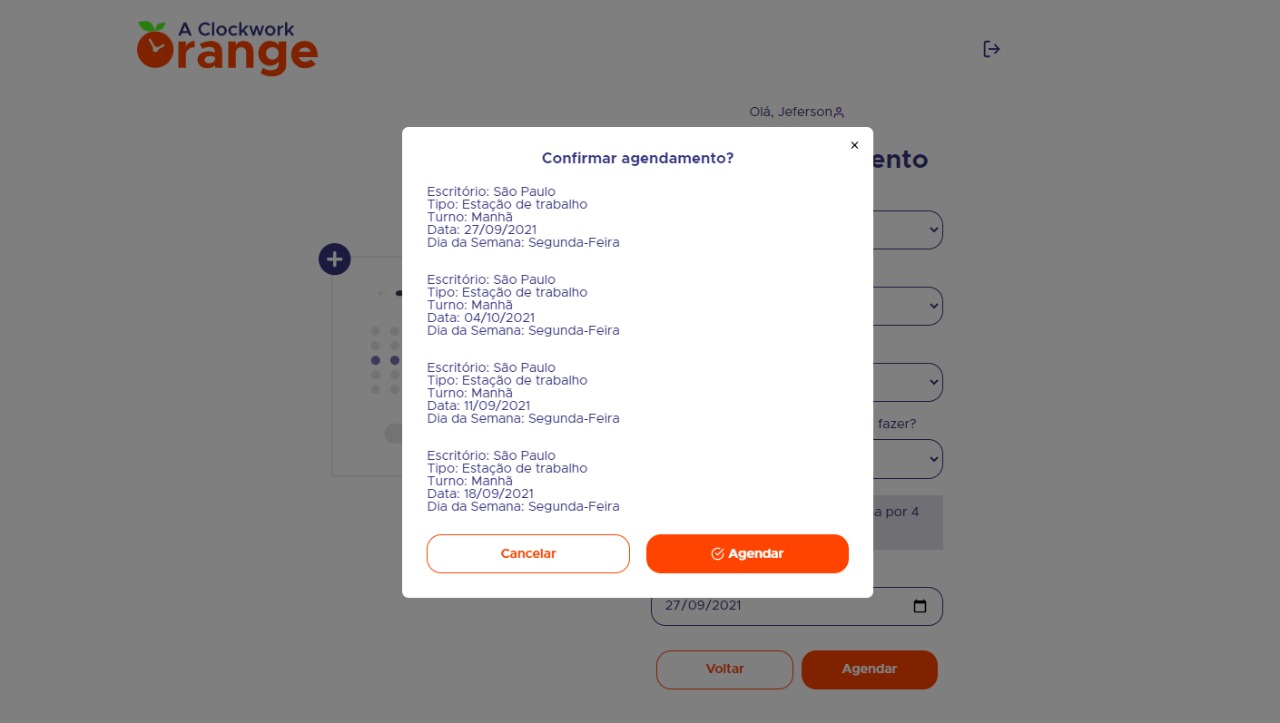 A Clockwork
range
Olá, Jeferson
ento
Confirmar agendamento?
×
Escritório: São Paulo
Tipo: Estação de trabalho
Turno: Manhã
Data: 27/09/2021
Dia da Semana: Segunda-Feira
Escritório: São Paulo
Tipo: Estação de trabalho
Turno: Manhã
Data: 04/10/2021
Dia da Semana: Segunda-Feira
Escritório: São Paulo
Tipo: Estação de trabalho
Turno: Manhã
Data: 11/09/2021
Dia da Semana: Segunda-Feira
Escritório: São Paulo
Tipo: Estação de trabalho
Turno: Manhã
Data: 18/09/2021
Dia da Semana: Segunda-Feira
Cancelar
Agendar
fazer?
a por 4
27/09/2021
Voltar
Agendar